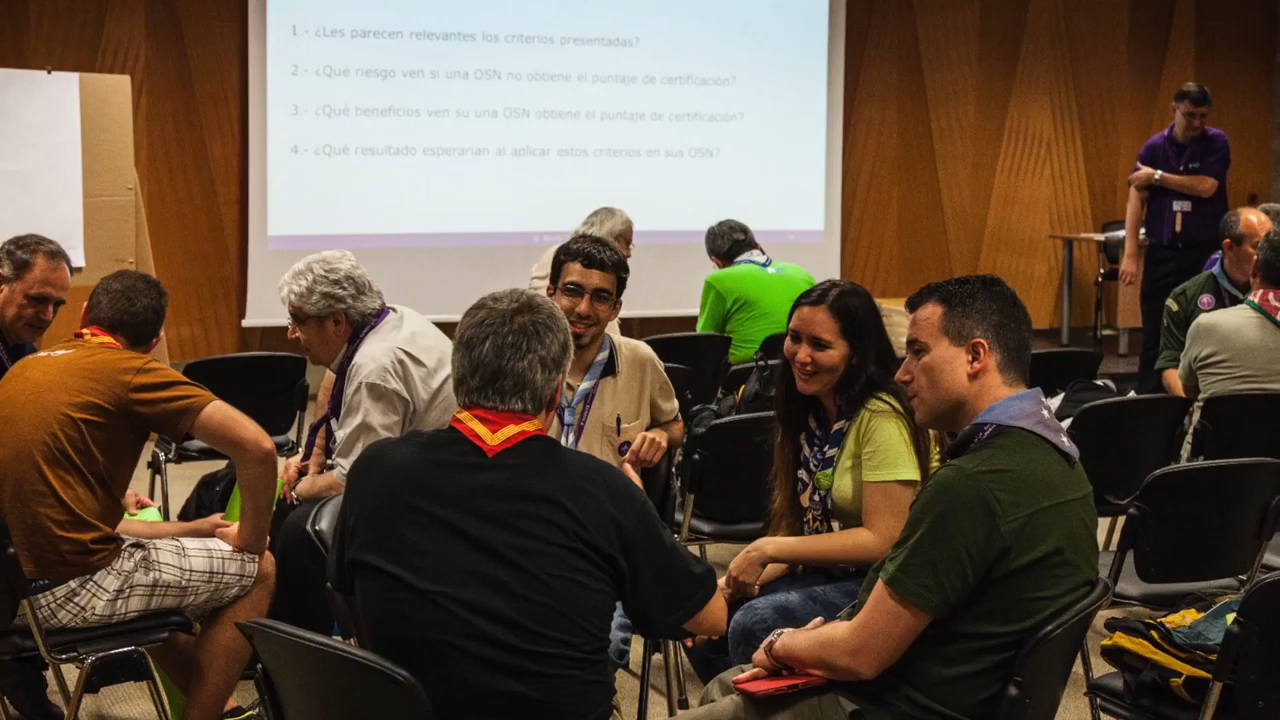 1.- ¿Les parecen relevantes los criterios presentadas?
2.- ¿Qué riesgo ven si una OSN no obtiene el puntaje de certificación?
3.- ¿Qué beneficios ven su una OSN obtiene el puntaje de certificación?
4.- ¿Qué resultado esperarían al aplicar estos criterios en sus OSN?